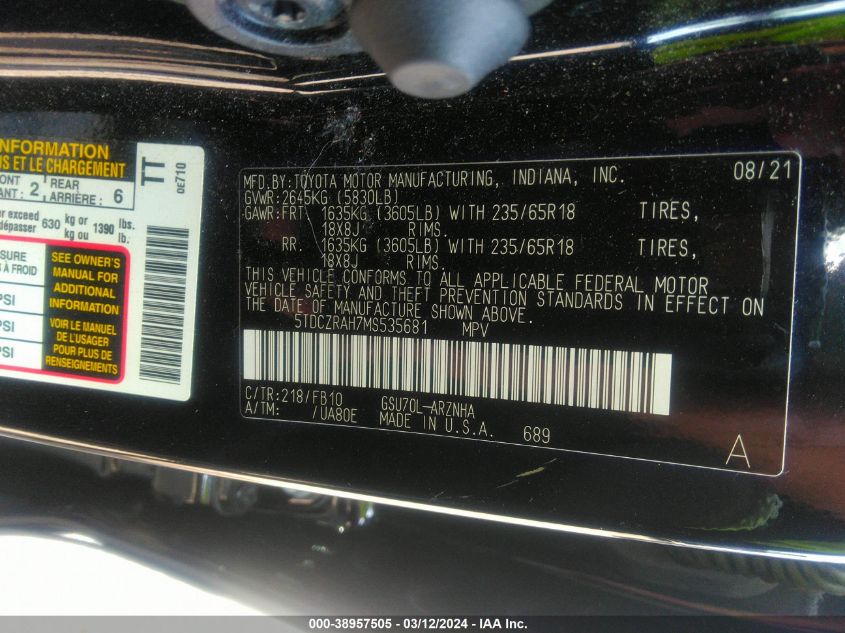 INFORMATION
IS ET LE CHARGEMENT
ONT 2 REAR 6
ANT: ARRIÈRE:
er exceed 630 kg or 1390 lbs.
dépasser kg ou lb.
SSURE
S À FROID
PSI
PSI
PSI
SEE OWNER'S
MANUAL FOR
ADDITIONAL
INFORMATION
VOIR LE MANUEL
DE L'USAGER
POUR PLUS DE
RENSEIGNEMENTS
TT
0E710
MFD.BY:TOYOTA MOTOR MANUFACTURING, INDIANA, INC. 08/21
GVWR:2645KG (5830LB)
GAWR:FRT 1635KG (3605LB) WITH 235/65R18 TIRES,
18X8J RIMS.
RR. 1635KG (3605LB) WITH 235/65R18 TIRES,
18X8J RIMS.
THIS VEHICLE CONFORMS TO ALL APPLICABLE FEDERAL MOTOR
VEHICLE SAFETY AND THEFT PREVENTION STANDARDS IN EFFECT ON
THE DATE OF MANUFACTURE SHOWN ABOVE.
5TDCZRAH7MS535681 MPV
C/TR:218/FB10 GSU70L-ARZNHA
A/TM: /UA80E MADE IN U.S.A. 689
A
000-38957505 - 03/12/2024 - IAA Inc.